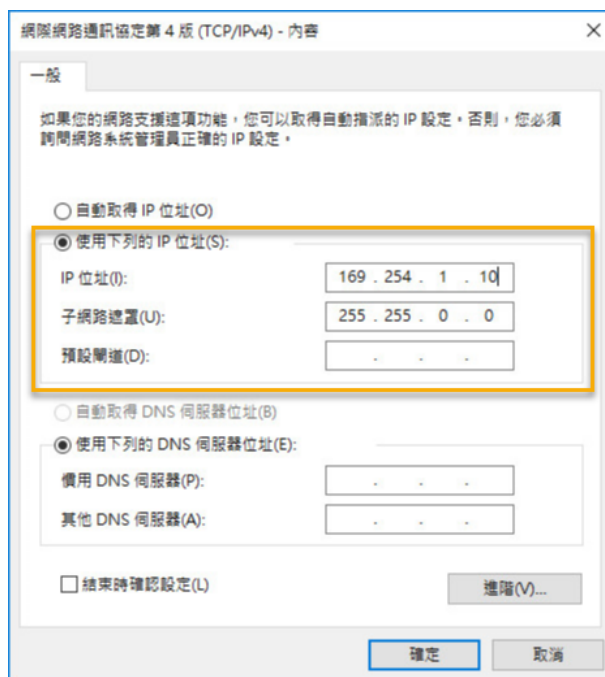 網際網路通訊協定第 4 版 (TCP/IPv4) - 內容
一般
如果您的網路支援這項功能，您可以取得自動指派的 IP 設定。否則，您必須
詢問網路系統管理員正確的 IP 設定。
自動取得 IP 位址(O)
使用下列的 IP 位址(S):
IP 位址(I):
169 . 254 . 1 . 10
子網路遮罩(U):
255 . 255 . 0 . 0
預設閘道(D):
. . .
自動取得 DNS 伺服器位址(B)
使用下列的 DNS 伺服器位址(E):
慣用 DNS 伺服器(P):
. . .
其他 DNS 伺服器(A):
. . .
結束時確認設定(L)
進階(V)...
確定
取消